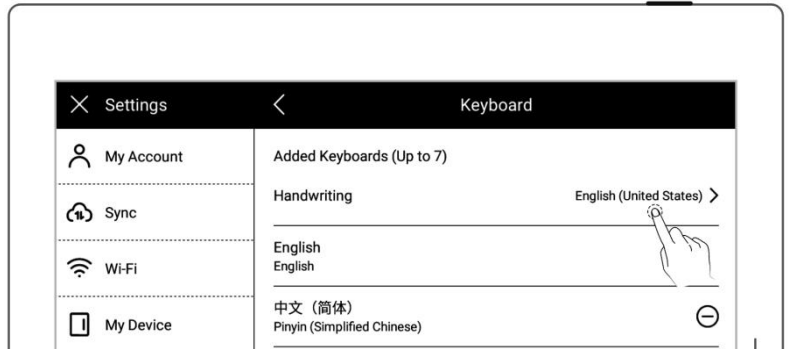 Settings
Keyboard
My Account
Sync
Wi-Fi
My Device
Added Keyboards (Up to 7)
Handwriting
English (United States)
English
English
中文（简体）
Pinyin (Simplified Chinese)